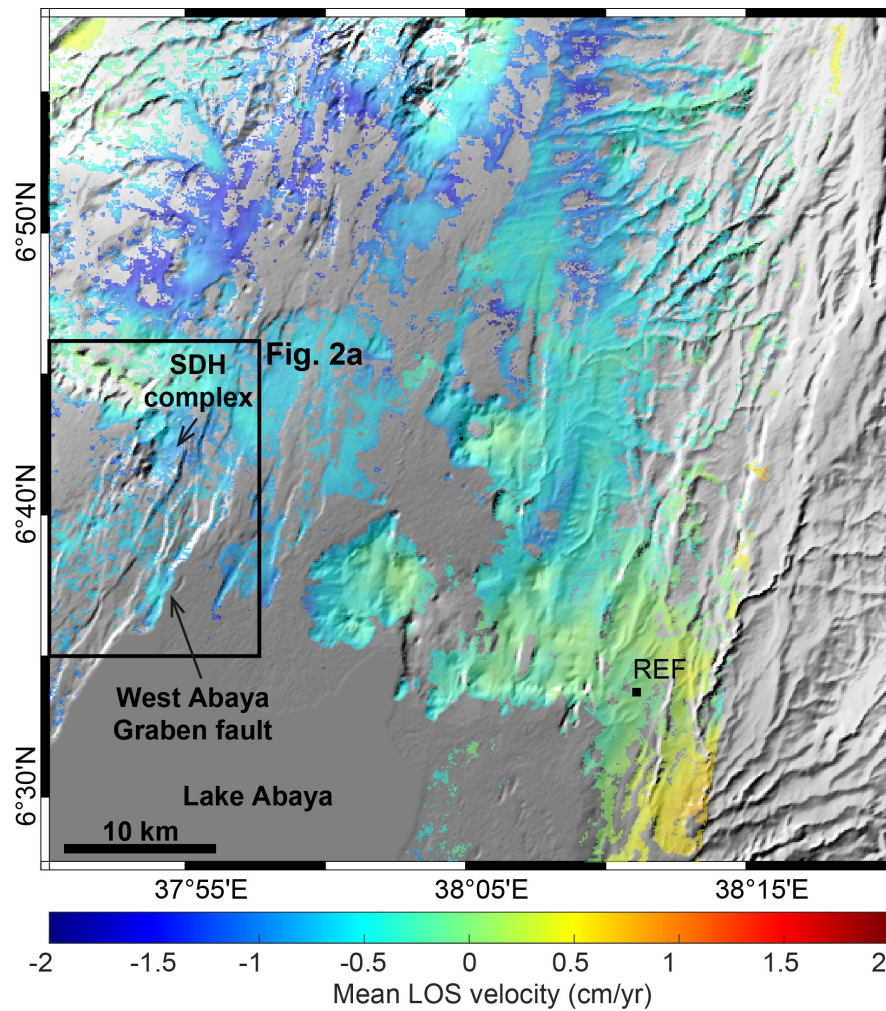 6°50'N
SDH
complex
Fig. 2a
6°40'N
REF
West Abaya
Graben fault
6°30'N
Lake Abaya
10 km
37°55'E 38°05'E 38°15'E
-2 -1.5 -1 -0.5 0 0.5 1 1.5 2
Mean LOS velocity (cm/yr)